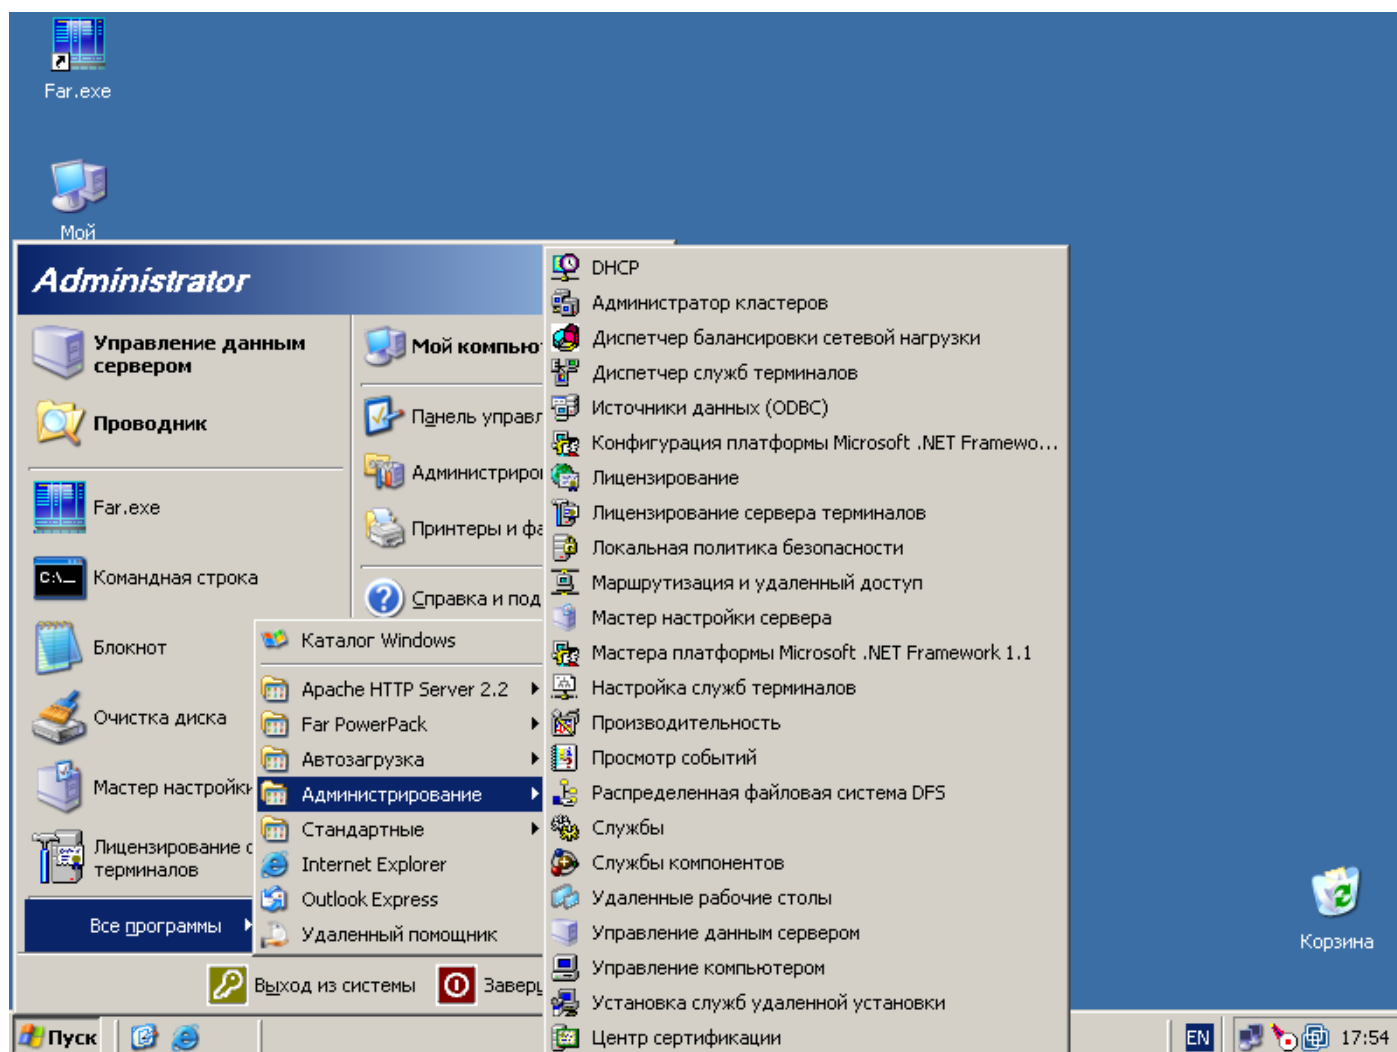 Far.exe
Мой
Administrator
Управление данным
сервером
Проводник
Far.exe
C:\_
Командная строка
Блокнот
Очистка диска
Мастер настройки
Лицензирование с
терминалов
Все программы
Мой компью
Панель управл
Администриро
Принтеры и фа
Справка и под
Каталог Windows
Apache HTTP Server 2.2
Far PowerPack
Автозагрузка
Администрирование
Стандартные
Internet Explorer
Outlook Express
Удаленный помощник
DHCP
Администратор кластеров
Диспетчер балансировки сетевой нагрузки
Диспетчер служб терминалов
Источники данных (ODBC)
Конфигурация платформы Microsoft .NET Framewo...
Лицензирование
Лицензирование сервера терминалов
Локальная политика безопасности
Маршрутизация и удаленный доступ
Мастер настройки сервера
Мастера платформы Microsoft .NET Framework 1.1
Настройка служб терминалов
Производительность
Просмотр событий
Распределенная файловая система DFS
Службы
Службы компонентов
Удаленные рабочие столы
Управление данным сервером
Управление компьютером
Установка служб удаленной установки
Центр сертификации
Выход из системы
Заверш
Корзина
Пуск
EN
17:54